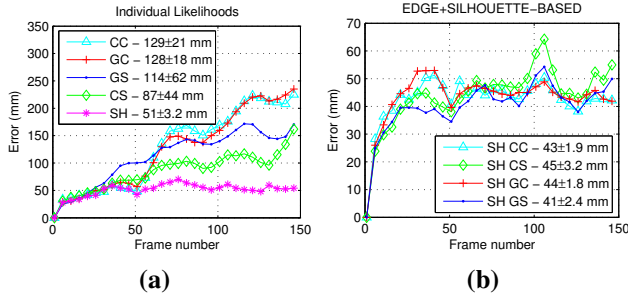 Individual Likelihoods
350
300
250
200
150
100
50
0
Error (mm)
CC – 129±21 mm
GC – 128±18 mm
GS – 114±62 mm
CS – 87±44 mm
SH – 51±3.2 mm
0 50 100 150
Frame number
(a)
EDGE+SILHOUETTE-BASED
70
60
50
40
30
20
10
0
Error (mm)
SH CC – 43±1.9 mm
SH CS – 45±3.2 mm
SH GC – 44±1.8 mm
SH GS – 41±2.4 mm
0 50 100 150
Frame number
(b)